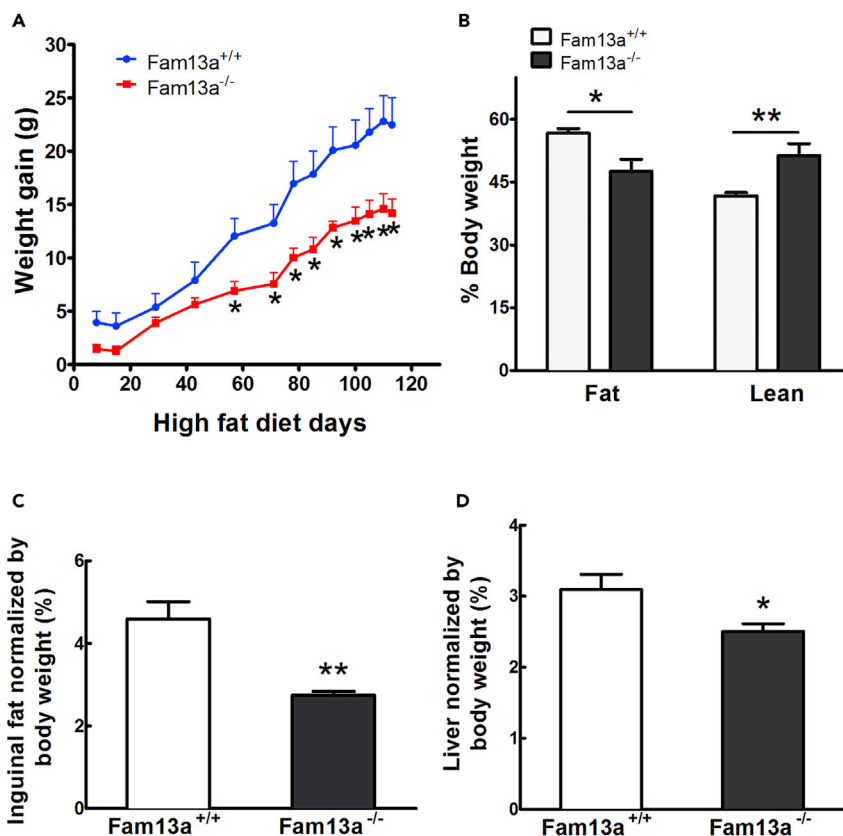 A
Weight gain (g)
30
25
20
15
10
5
0
Fam13a+/+
Fam13a-/-
*
*
*
*
*
*
*
*
*
0 20 40 60 80 100 120
High fat diet days
B
Fam13a+/+
Fam13a-/-
% Body weight
60
45
30
15
0
*
**
Fat Lean
C
Inguinal fat normalized by
body weight (%)
6
4
2
0
**
Fam13a+/+ Fam13a-/-
D
Liver normalized by
body weight (%)
4
3
2
1
0
*
Fam13a+/+ Fam13a-/-